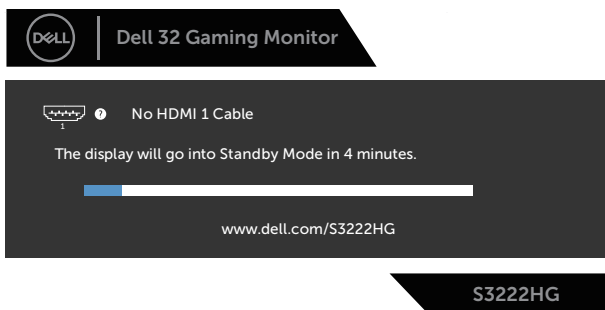 DELL
Dell 32 Gaming Monitor
? No HDMI 1 Cable
1
The display will go into Standby Mode in 4 minutes.
www.dell.com/S3222HG
S3222HG